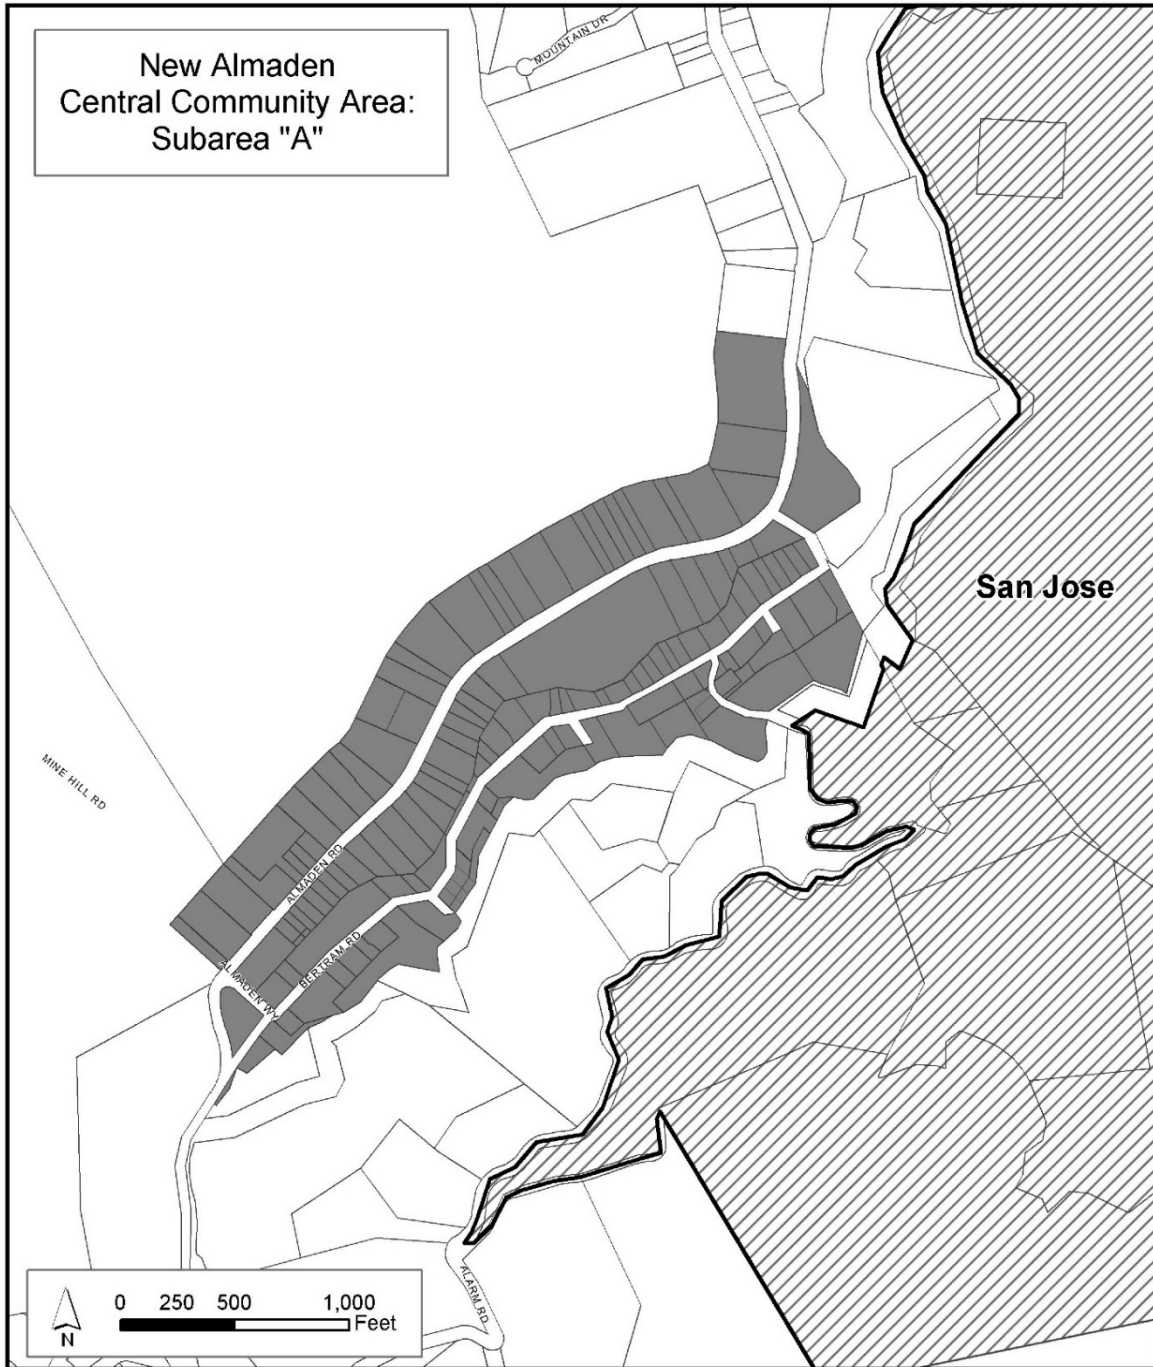 MOUNTAIN DR
New Almaden
Central Community Area:
Subarea "A"
San Jose
MINE HILL RD
ALMADEN RD
BERTRAM RD
ALMADEN WY
ALARM RD
0 250 500 1,000
Feet
N